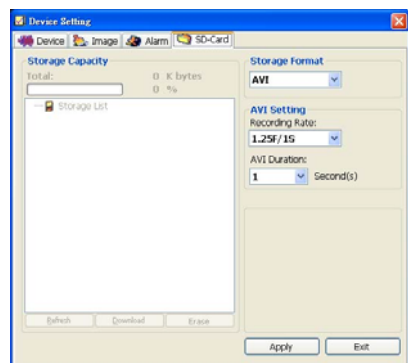 Device Setting
Device Image Alarm SD-Card
Storage Capacity
Total: 0 K bytes
0 %
Storage List
Refresh Download Erase
Storage Format
AVI
AVI Setting
Recording Rate:
1.25F/1S
AVI Duration:
1 Second(s)
Apply Exit